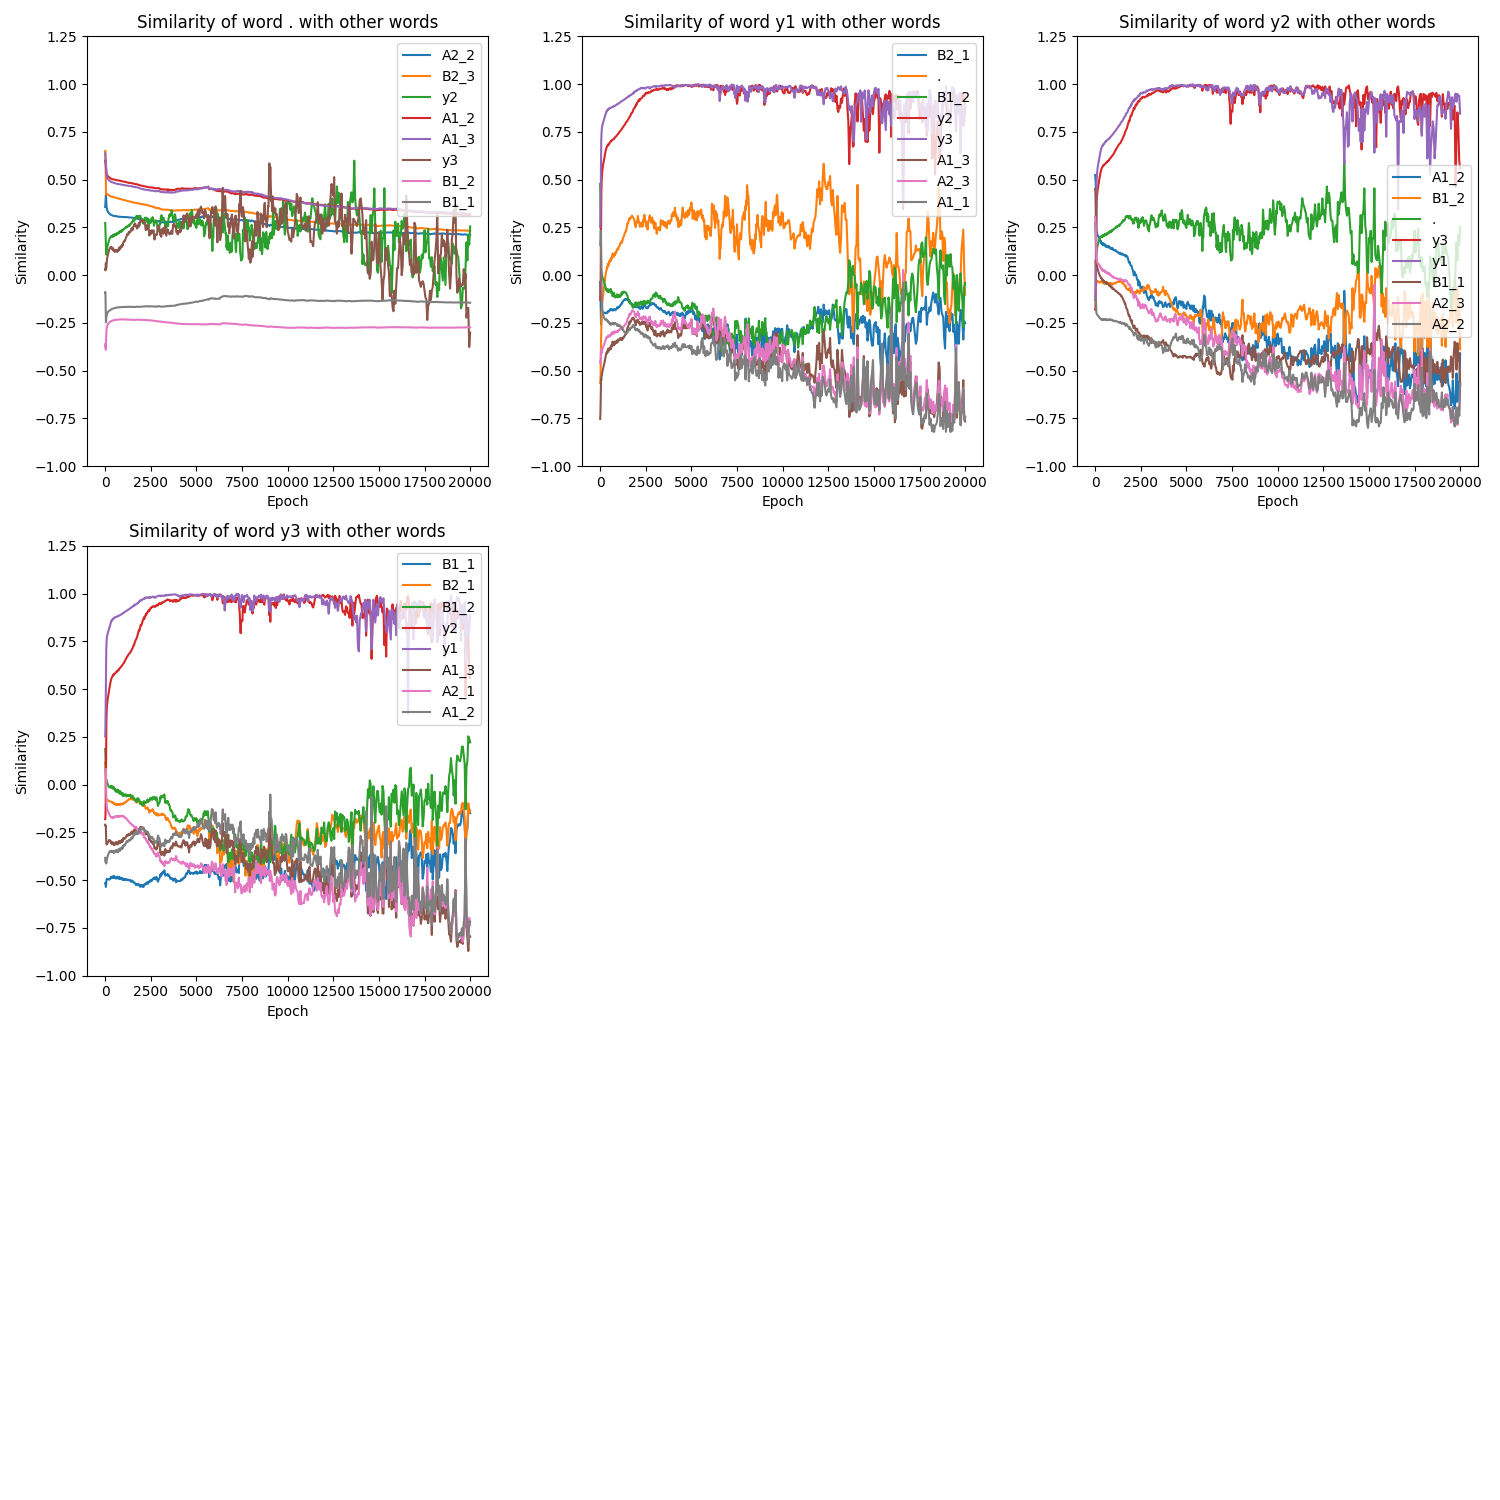 Similarity of word . with other words
1.25
1.00
0.75
0.50
0.25
0.00
−0.25
−0.50
−0.75
−1.00
Similarity
0 2500 5000 7500 10000 12500 15000 17500 20000
Epoch
A2_2
B2_3
y2
A1_2
A1_3
y3
B1_2
B1_1
Similarity of word y1 with other words
1.25
1.00
0.75
0.50
0.25
0.00
−0.25
−0.50
−0.75
−1.00
Similarity
0 2500 5000 7500 10000 12500 15000 17500 20000
Epoch
B2_1
.
B1_2
y2
y3
A1_3
A2_3
A1_1
Similarity of word y2 with other words
1.25
1.00
0.75
0.50
0.25
0.00
−0.25
−0.50
−0.75
−1.00
Similarity
0 2500 5000 7500 10000 12500 15000 17500 20000
Epoch
A1_2
B1_2
.
y3
y1
B1_1
A2_3
A2_2
Similarity of word y3 with other words
1.25
1.00
0.75
0.50
0.25
0.00
−0.25
−0.50
−0.75
−1.00
Similarity
0 2500 5000 7500 10000 12500 15000 17500 20000
Epoch
B1_1
B2_1
B1_2
y2
y1
A1_3
A2_1
A1_2